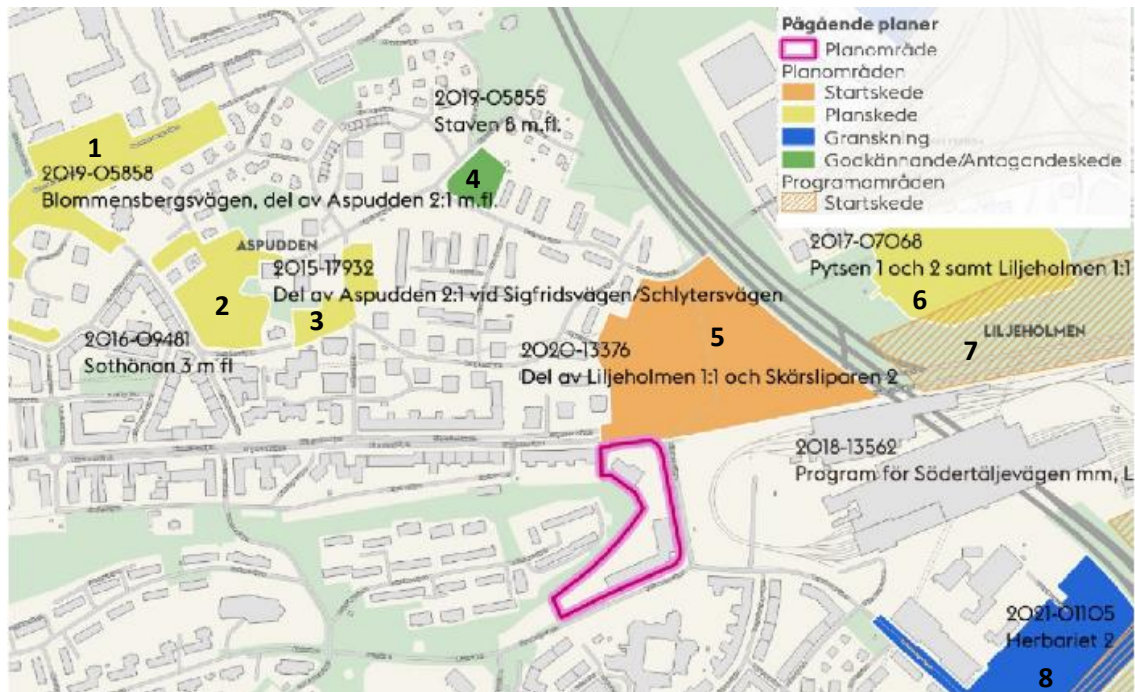 Pågående planer
Planområde
Planområden
Startskede
Planskede
Granskning
Godkännande/Antagandeskede
Programområden
Startskede
1
2019-05858
Blommensbergsvägen, del av Aspudden 2:1 m.fl.
2019-05855
Staven 8 m.fl.
4
ASPUDDEN
2015-17932
Del av Aspudden 2:1 vid Sigfridsvägen/Schlytersvägen
2
3
2016-09481
Sothönan 3 m fl
5
2020-13376
Del av Liljeholmen 1:1 och Skärsliparen 2
2017-07068
Pytsen 1 och 2 samt Liljeholmen 1:1
6
7
LILJEHOLMEN
2018-13562
Program för Södertäljevägen mm, L
2021-01105
Herbariet 2
8